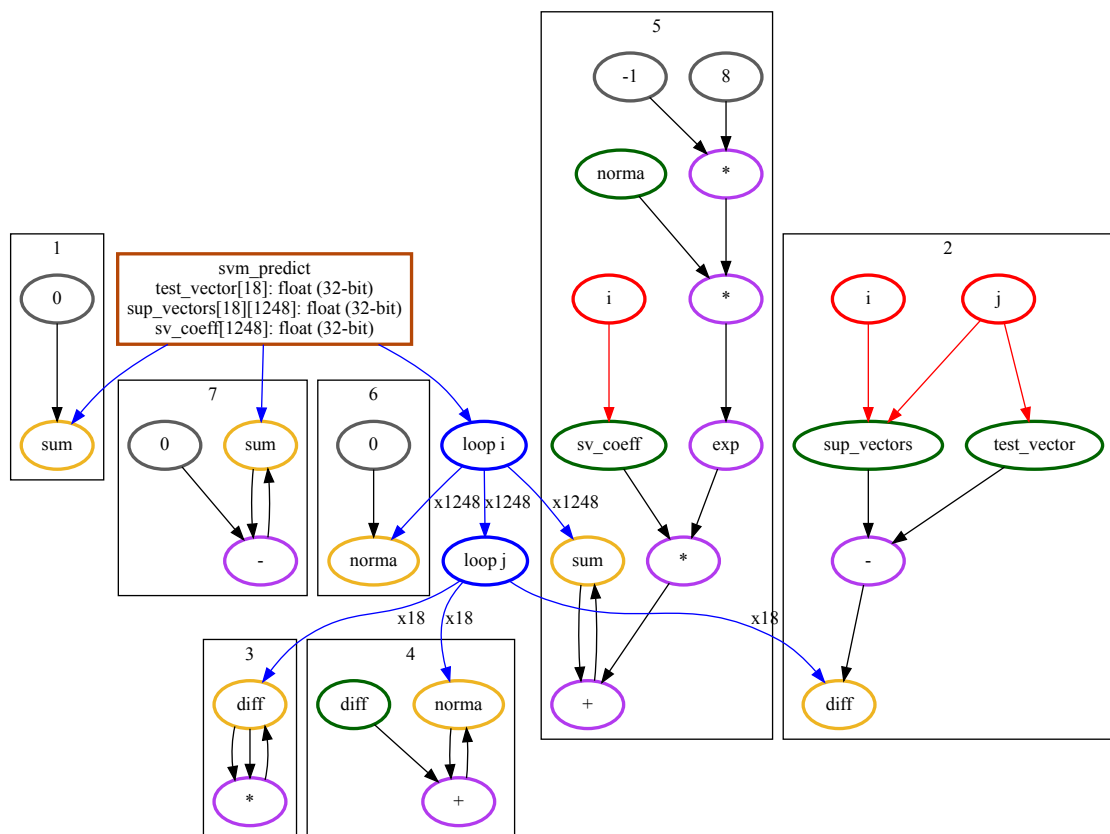 5
-1
8
*
norma
1
svm_predict
test_vector[18]: float (32-bit)
sup_vectors[18][1248]: float (32-bit)
sv_coeff[1248]: float (32-bit)
2
0
i
*
i
j
7
6
sum
0
sum
0
loop i
sv_coeff
exp
sup_vectors
test_vector
x1248
x1248
x1248
-
norma
loop j
sum
*
-
x18
x18
x18
3
4
diff
diff
norma
+
diff
*
+